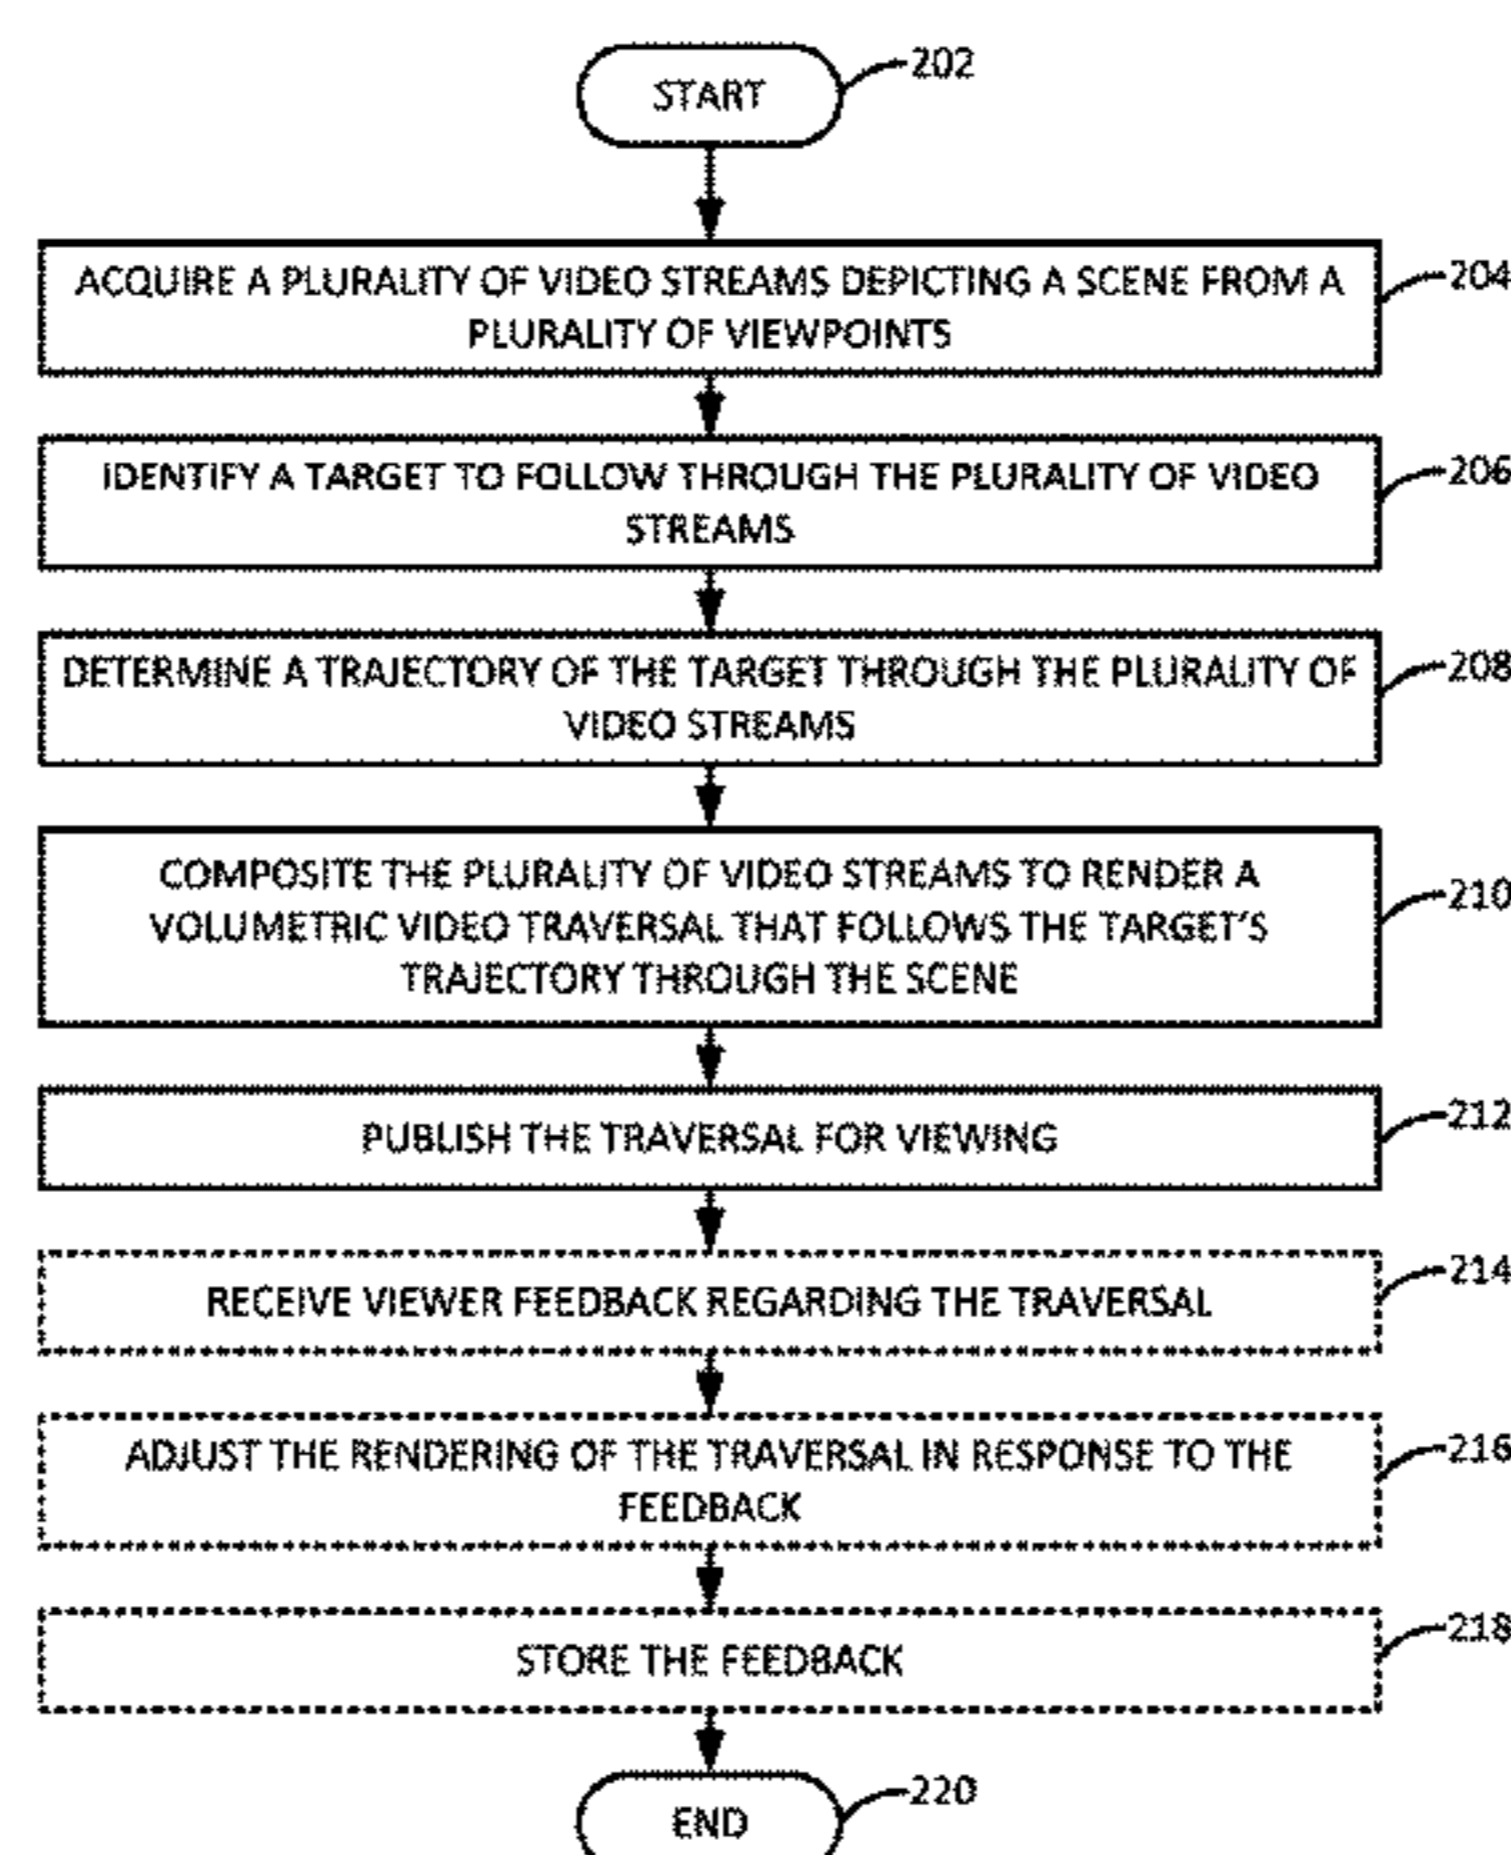 START
202
ACQUIRE A PLURALITY OF VIDEO STREAMS DEPICTING A SCENE FROM A
PLURALITY OF VIEWPOINTS
204
IDENTIFY A TARGET TO FOLLOW THROUGH THE PLURALITY OF VIDEO
STREAMS
206
DETERMINE A TRAJECTORY OF THE TARGET THROUGH THE PLURALITY OF
VIDEO STREAMS
208
COMPOSITE THE PLURALITY OF VIDEO STREAMS TO RENDER A
VOLUMETRIC VIDEO TRAVERSAL THAT FOLLOWS THE TARGET'S
TRAJECTORY THROUGH THE SCENE
210
PUBLISH THE TRAVERSAL FOR VIEWING
212
RECEIVE VIEWER FEEDBACK REGARDING THE TRAVERSAL
214
ADJUST THE RENDERING OF THE TRAVERSAL IN RESPONSE TO THE
FEEDBACK
216
STORE THE FEEDBACK
218
END
220